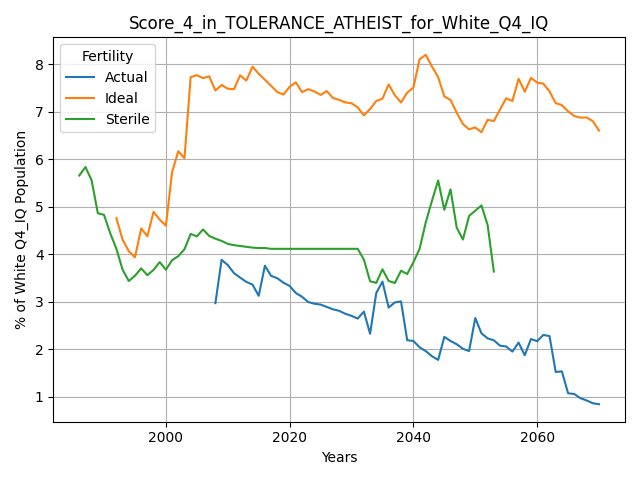 Score_4_in_TOLERANCE_ATHEIST_for_White_Q4_IQ
Fertility
Actual
Ideal
Sterile
% of White Q4_IQ Population
8
7
6
5
4
3
2
1
2000 2020 2040 2060
Years